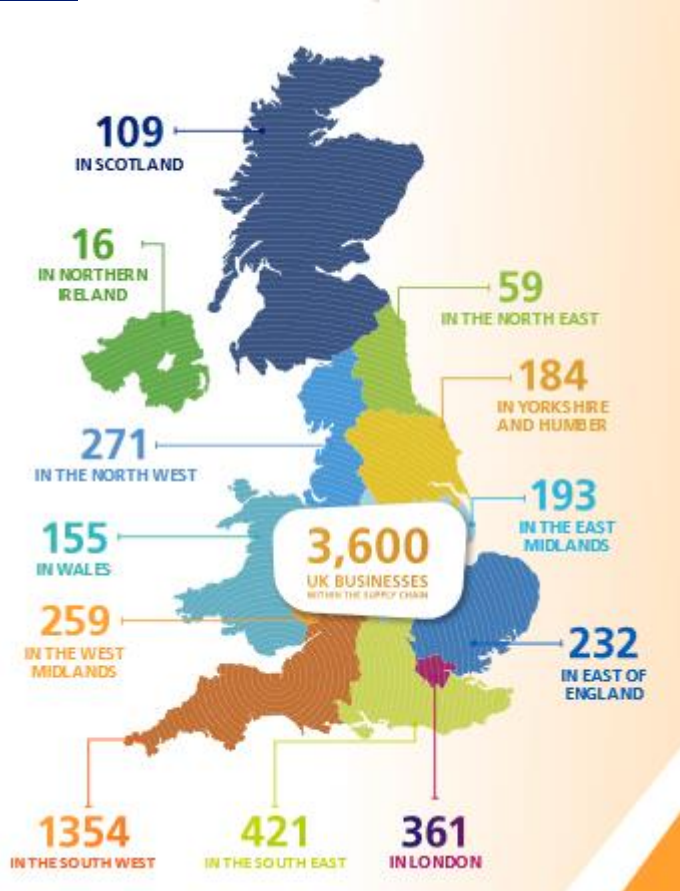 109
IN SCOTLAND
16
IN NORTHERN
IRELAND
59
IN THE NORTH EAST
184
IN YORKSHIRE
AND HUMBER
271
IN THE NORTH WEST
193
IN THE EAST
MIDLANDS
155
IN WALES
3,600
UK BUSINESSES
WITHIN THE SUPPLY CHAIN
259
IN THE WEST
MIDLANDS
232
IN EAST OF
ENGLAND
1354
IN THE SOUTH WEST
421
IN THE SOUTH EAST
361
IN LONDON